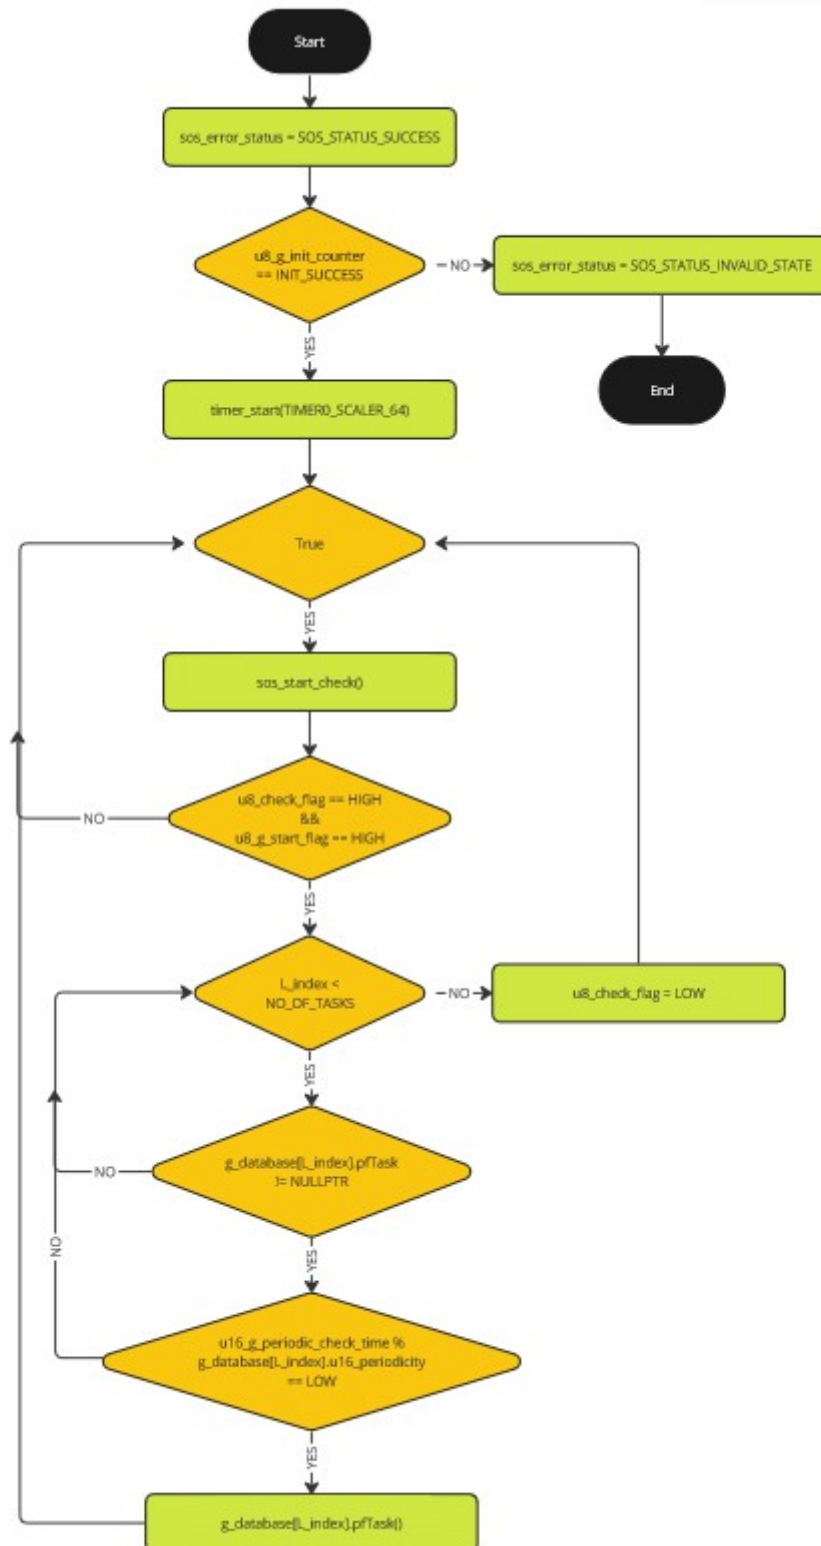 Start
sos_error_status = SOS_STATUS_SUCCESS
u8_g_init_counter
== INIT_SUCCESS
NO
sos_error_status = SOS_STATUS_INVALID_STATE
YES
End
timer_start(TIMER0_SCALER_64)
True
YES
sos_start_check()
u8_check_flag == HIGH
&&
u8_g_start_flag == HIGH
NO
YES
L_index <
NO_OF_TASKS
NO
u8_check_flag = LOW
YES
g_database[L_index].pfTask
!= NULLPTR
NO
NO
YES
u16_g_periodic_check_time %
g_database[L_index].u16_periodicity
== LOW
YES
g_database[L_index].pfTask()